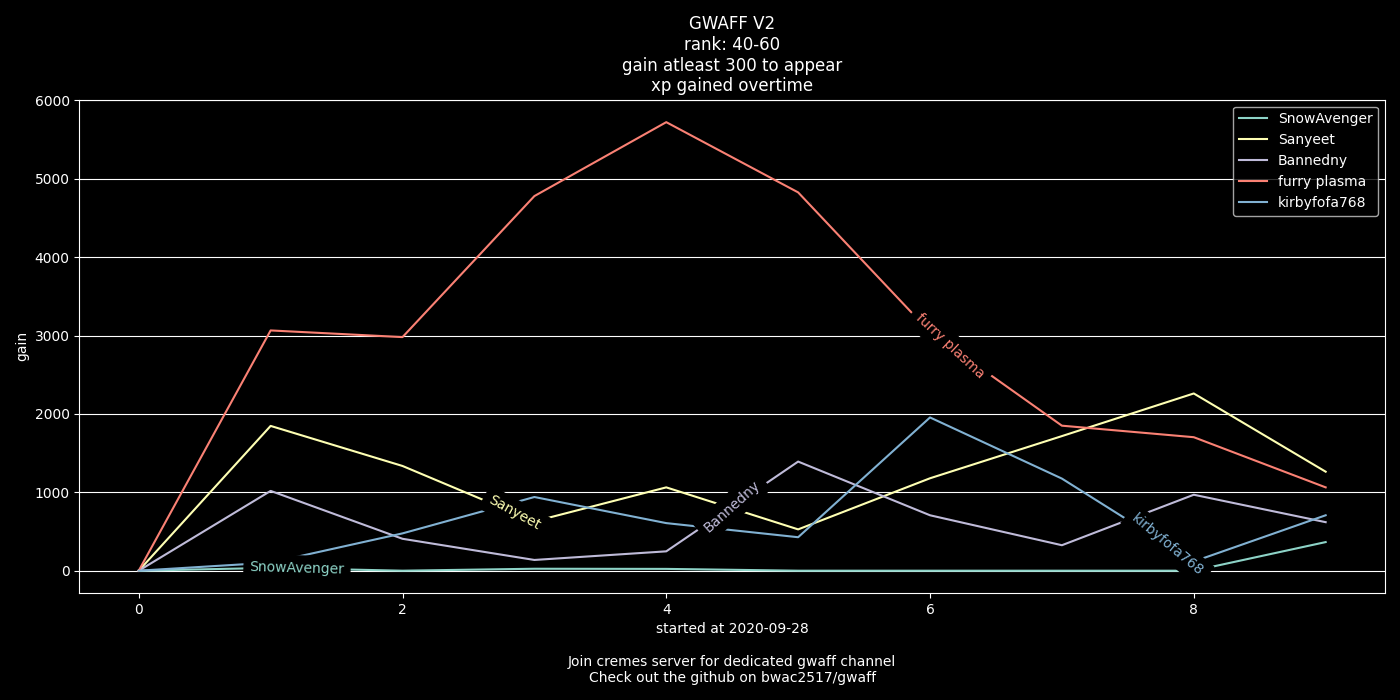 GWAFF V2
rank: 40-60
gain atleast 300 to appear
xp gained overtime
6000
5000
4000
3000
2000
1000
0
gain
SnowAvenger
Sanyeet
Bannedny
furry plasma
kirbyfofa768
furry plasma
Sanyeet
Bannedny
kirbyfofa768
SnowAvenger
0
2
4
6
8
started at 2020-09-28
Join cremes server for dedicated gwaff channel
Check out the github on bwac2517/gwaff